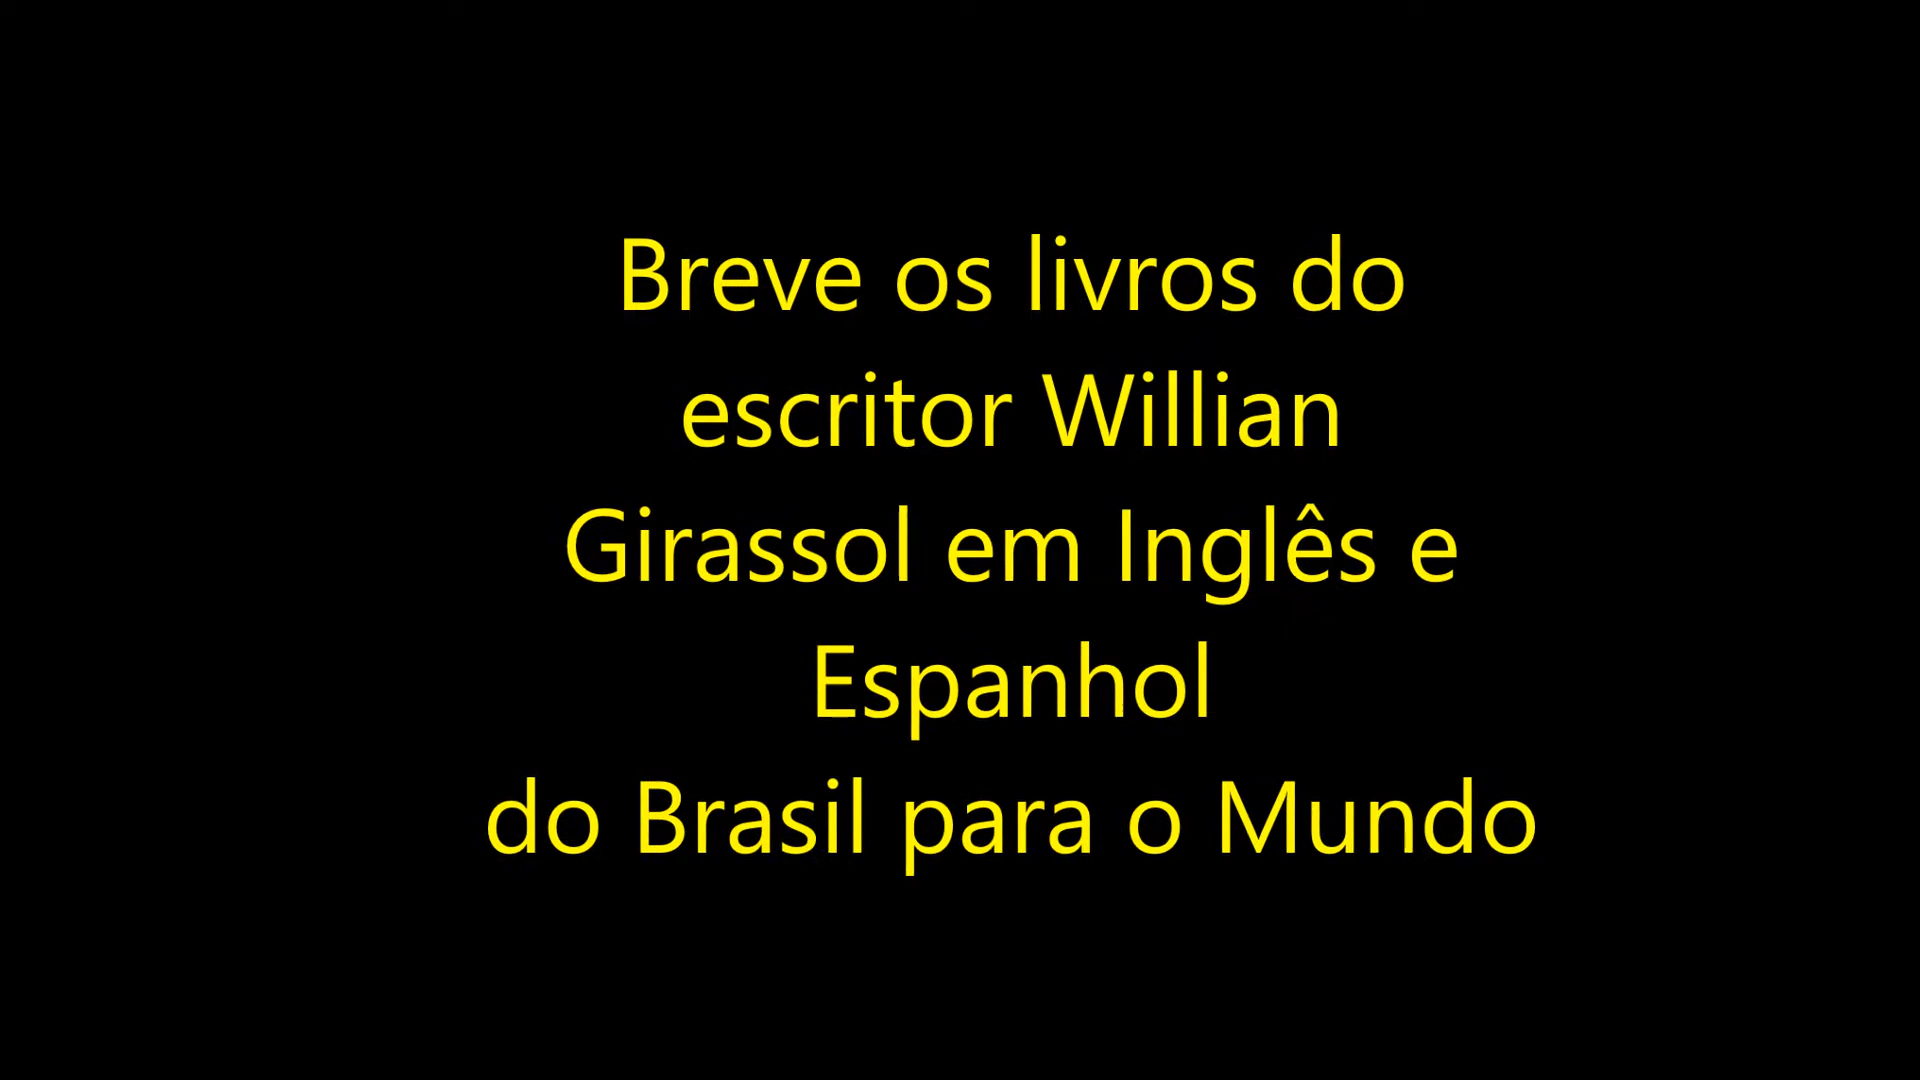 Breve os livros do
escritor Willian
Girassol em Inglês e
Espanhol
do Brasil para o Mundo